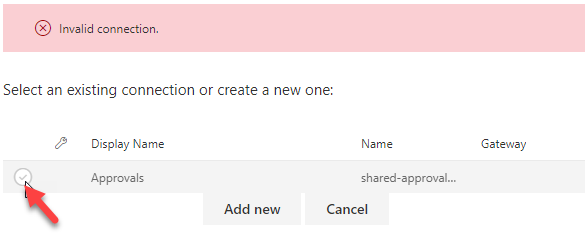 Invalid connection.
Select an existing connection or create a new one:
Display Name Name Gateway
Approvals shared-approval...
Add new Cancel